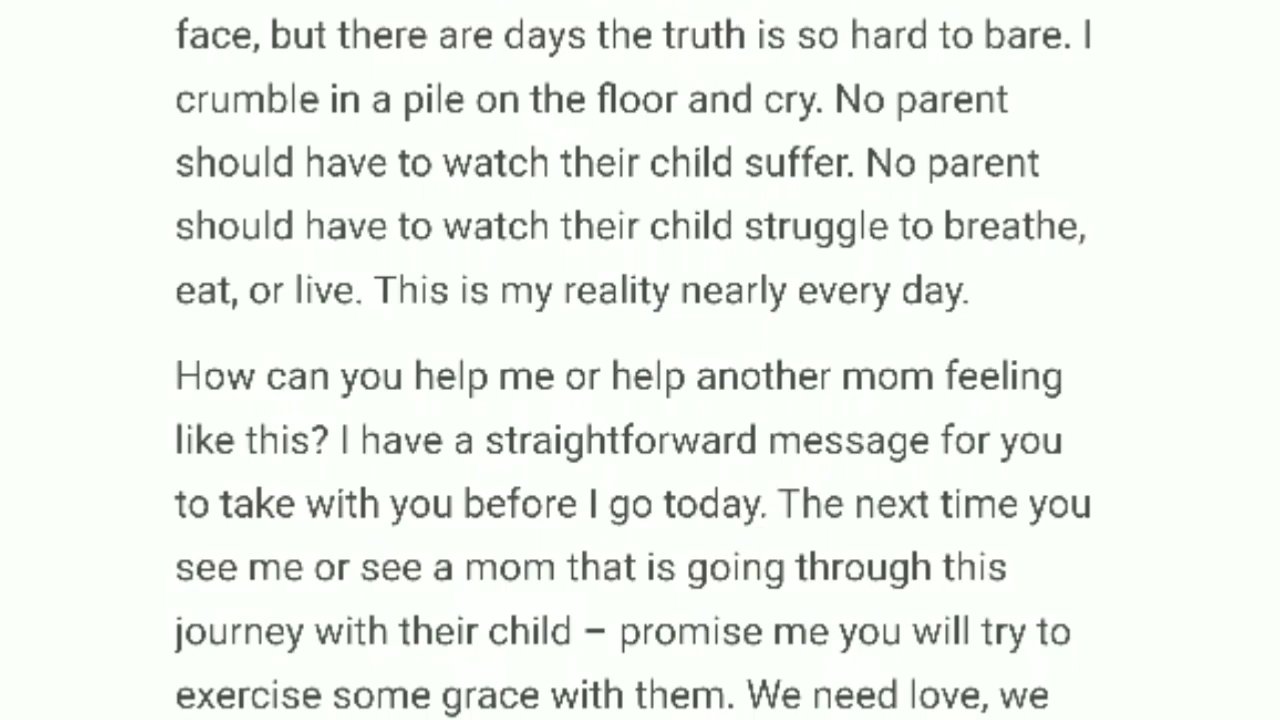 face, but there are days the truth is so hard to bare. I
crumble in a pile on the floor and cry. No parent
should have to watch their child suffer. No parent
should have to watch their child struggle to breathe,
eat, or live. This is my reality nearly every day.
How can you help me or help another mom feeling
like this? I have a straightforward message for you
to take with you before I go today. The next time you
see me or see a mom that is going through this
journey with their child – promise me you will try to
exercise some grace with them. We need love, we